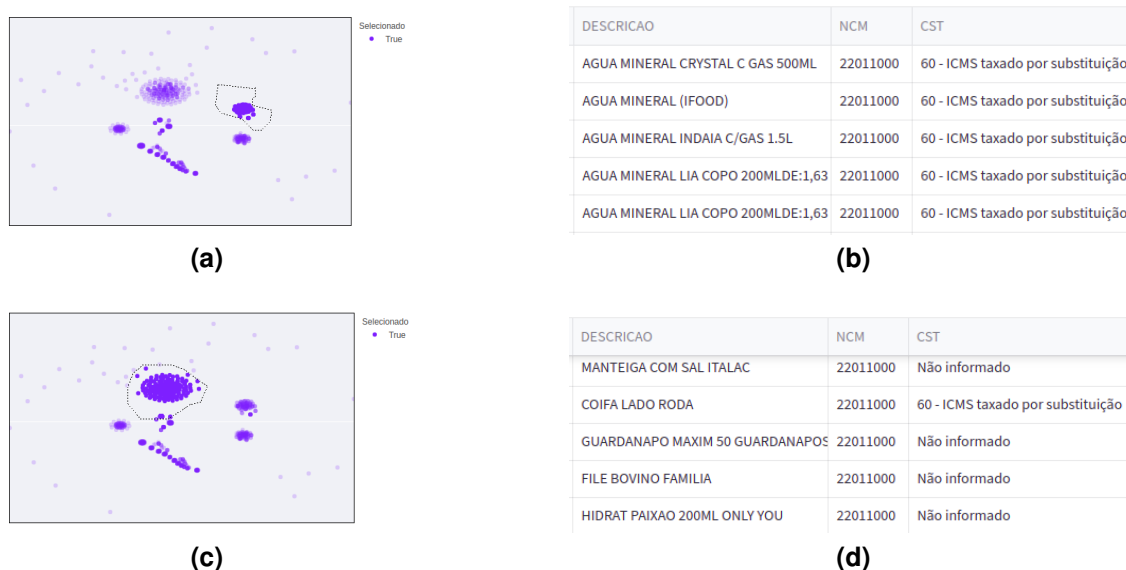 Selecionado
True
(a)
DESCRICAO NCM CST
AGUA MINERAL CRYSTAL C GAS 500ML 22011000 60 - ICMS taxado por substituição
AGUA MINERAL (IFOOD) 22011000 60 - ICMS taxado por substituição
AGUA MINERAL INDAIA C/GAS 1.5L 22011000 60 - ICMS taxado por substituição
AGUA MINERAL LIA COPO 200MLDE:1,63 22011000 60 - ICMS taxado por substituição
AGUA MINERAL LIA COPO 200MLDE:1,63 22011000 60 - ICMS taxado por substituição
(b)
Selecionado
True
(c)
DESCRICAO NCM CST
MANTEIGA COM SAL ITALAC 22011000 Não informado
COIFA LADO RODA 22011000 60 - ICMS taxado por substituição
GUARDANAPO MAXIM 50 GUARDANAPOS 22011000 Não informado
FILE BOVINO FAMILIA 22011000 Não informado
HIDRAT PAIXAO 200ML ONLY YOU 22011000 Não informado
(d)